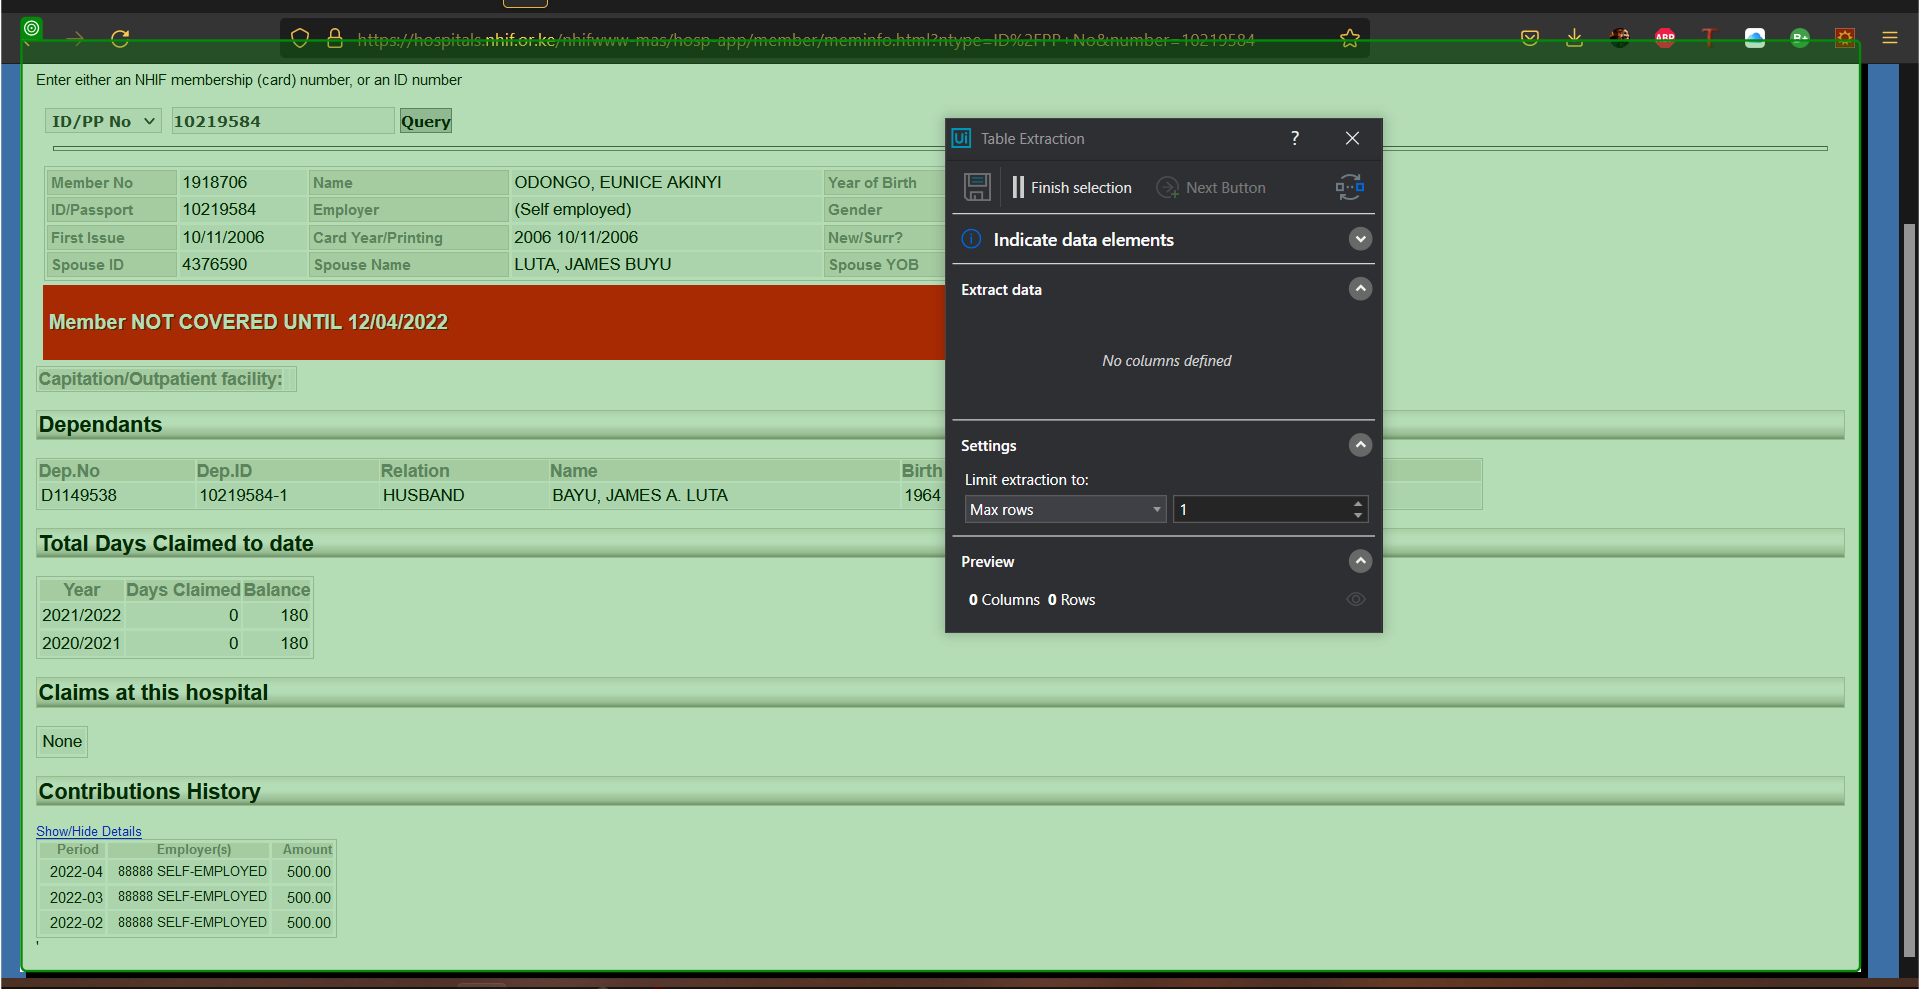 https://hospitals.nhif.or.ke/nhifwww-mas/hosp-app/member/meminfo.html?ntype=ID%2FPP+No&number=10219584
ABP T B+
Enter either an NHIF membership (card) number, or an ID number
ID/PP No 10219584 Query
Member No 1918706 Name ODONGO, EUNICE AKINYI Year of Birth
ID/Passport 10219584 Employer (Self employed) Gender
First Issue 10/11/2006 Card Year/Printing 2006 10/11/2006 New/Surr?
Spouse ID 4376590 Spouse Name LUTA, JAMES BUYU Spouse YOB
Member NOT COVERED UNTIL 12/04/2022
Capitation/Outpatient facility:
Dependants
Dep.No Dep.ID Relation Name Birth
D1149538 10219584-1 HUSBAND BAYU, JAMES A. LUTA 1964
Total Days Claimed to date
Year Days Claimed Balance
2021/2022 0 180
2020/2021 0 180
Claims at this hospital
None
Contributions History
Show/Hide Details
Period Employer(s) Amount
2022-04 88888 SELF-EMPLOYED 500.00
2022-03 88888 SELF-EMPLOYED 500.00
2022-02 88888 SELF-EMPLOYED 500.00
'
Ui Table Extraction ?
Finish selection Next Button
Indicate data elements
Extract data
No columns defined
Settings
Limit extraction to:
Max rows 1
Preview
0 Columns 0 Rows